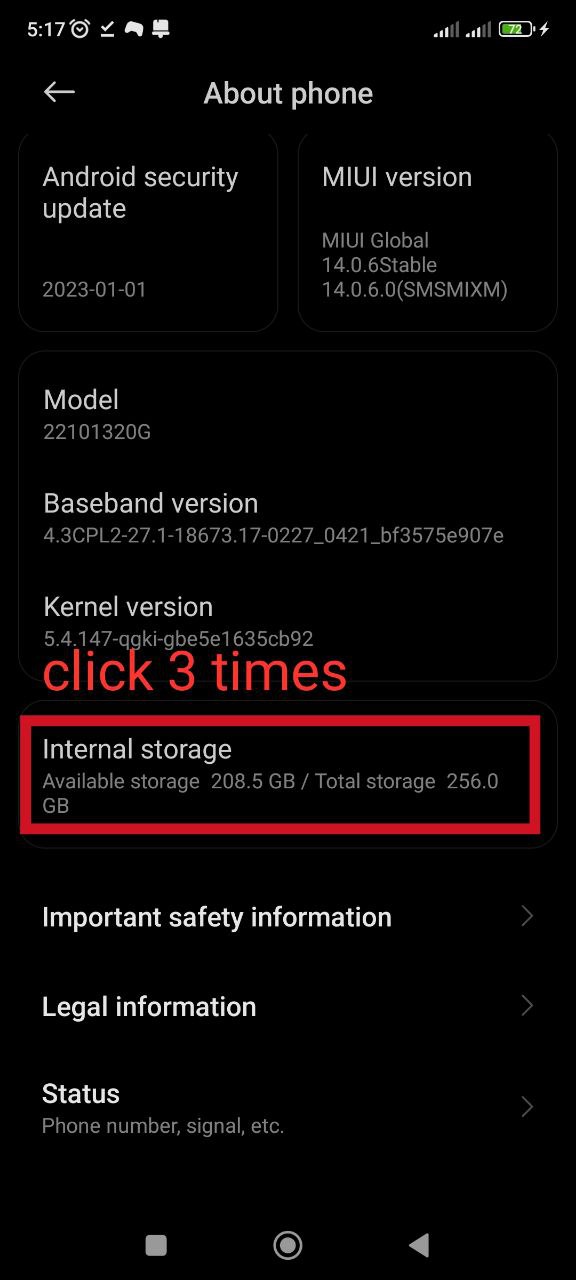 5:17
72
About phone
Android security
update
2023-01-01
MIUI version
MIUI Global
14.0.6Stable
14.0.6.0(SMSMIXM)
Model
22101320G
Baseband version
4.3CPL2-27.1-18673.17-0227_0421_bf3575e907e
Kernel version
5.4.147-qgki-gbe5e1635cb92
click 3 times
Internal storage
Available storage 208.5 GB / Total storage 256.0
GB
Important safety information
Legal information
Status
Phone number, signal, etc.